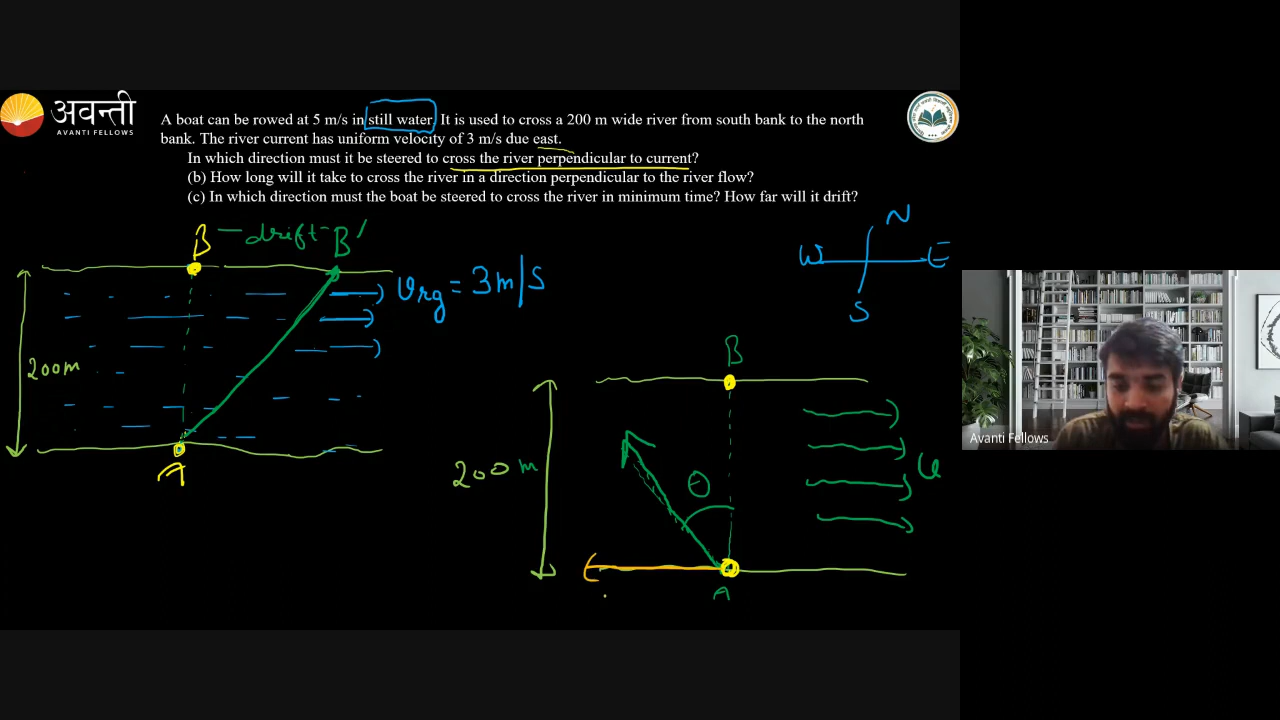 अवन्ती
AVANTI FELLOWS
A boat can be rowed at 5 m/s in still water. It is used to cross a 200 m wide river from south bank to the north
bank. The river current has uniform velocity of 3 m/s due east.
In which direction must it be steered to cross the river perpendicular to current?
(b) How long will it take to cross the river in a direction perpendicular to the river flow?
(c) In which direction must the boat be steered to cross the river in minimum time? How far will it drift?
N
W E
S
B — drift - B'
v_rg = 3 m/s
200m
A
B
200 m
θ
A
Avanti Fellows